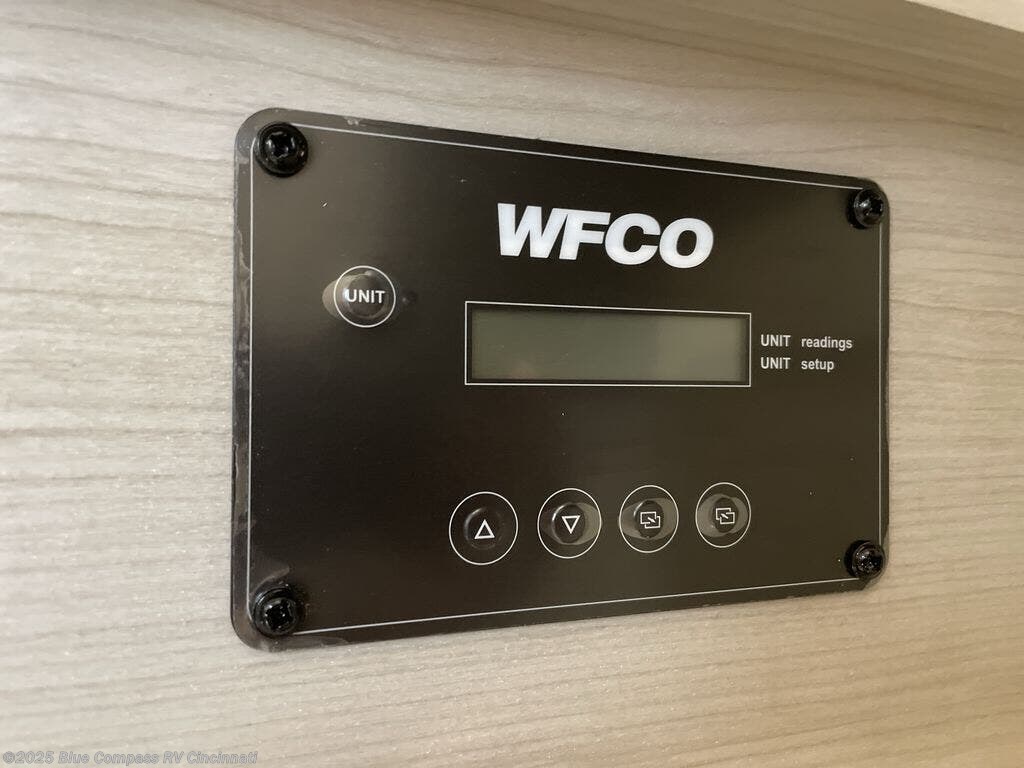 WFCO
UNIT
UNIT readings
UNIT setup
©2025 Blue Compass RV Cincinnati